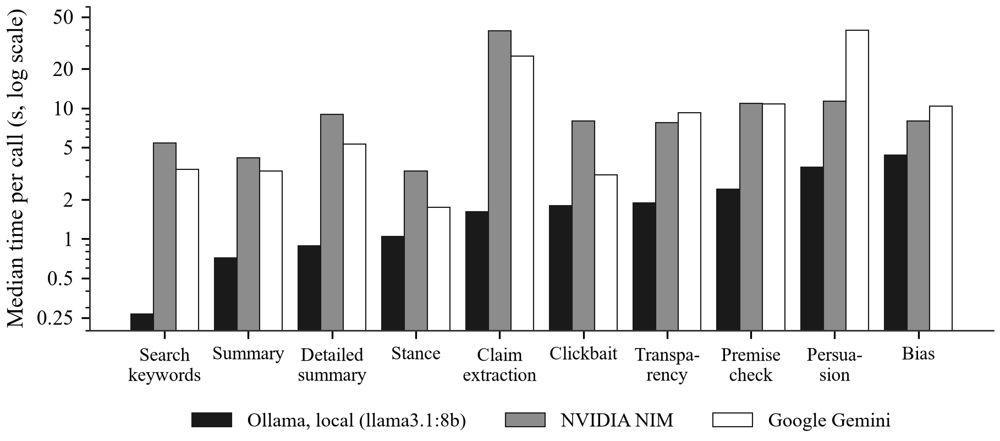 Median time per call (s, log scale)
50
20
10
5
2
1
0.5
0.25
Search
keywords
Summary
Detailed
summary
Stance
Claim
extraction
Clickbait
Transpa-
rency
Premise
check
Persua-
sion
Bias
Ollama, local (llama3.1:8b)
NVIDIA NIM
Google Gemini